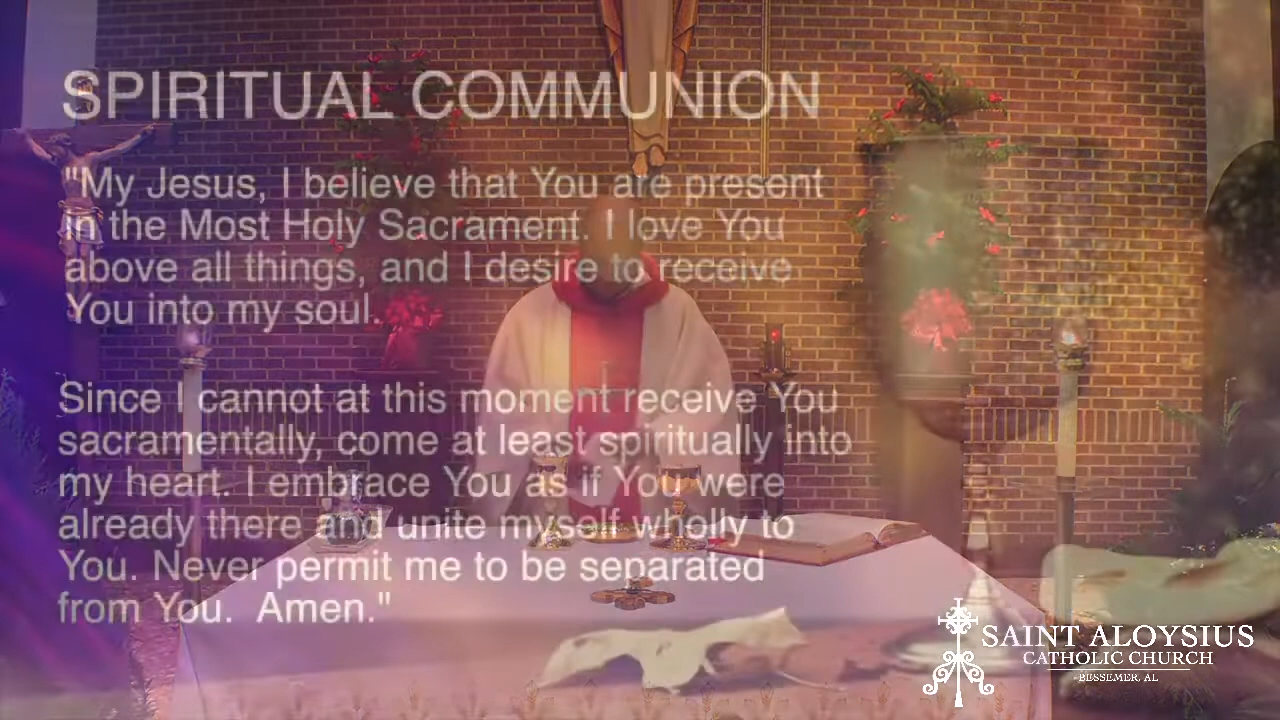 SPIRITUAL COMMUNION
"My Jesus, I believe that You are present
in the Most Holy Sacrament. I love You
above all things, and I desire to receive
You into my soul.
Since I cannot at this moment receive You
sacramentally, come at least spiritually into
my heart. I embrace You as if You were
already there and unite myself wholly to
You. Never permit me to be separated
from You.  Amen."
SAINT ALOYSIUS
CATHOLIC CHURCH
BESSEMER, AL